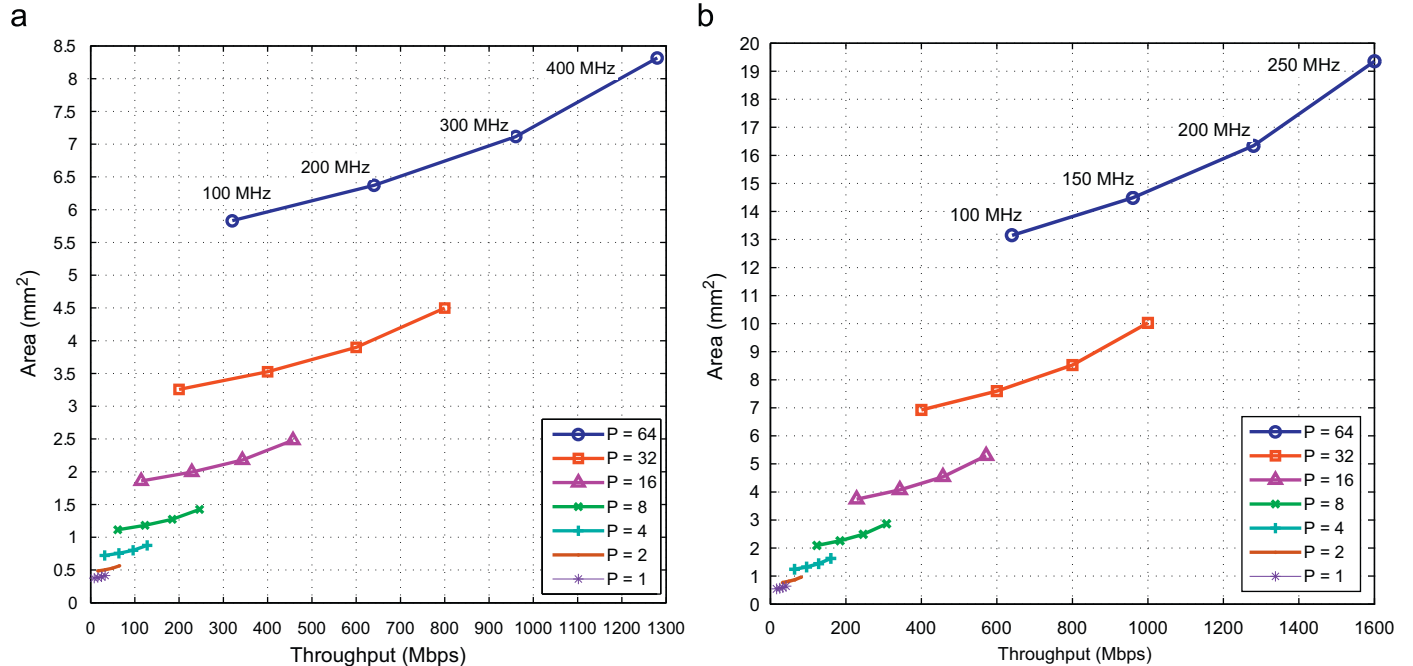 a
8.5
8
7.5
7
6.5
6
5.5
5
4.5
4
3.5
3
2.5
2
1.5
1
0.5
0
Area (mm²)
400 MHz
300 MHz
200 MHz
100 MHz
P = 64
P = 32
P = 16
P = 8
P = 4
P = 2
P = 1
0 100 200 300 400 500 600 700 800 900 1000 1100 1200 1300
Throughput (Mbps)
b
20
19
18
17
16
15
14
13
12
11
10
9
8
7
6
5
4
3
2
1
0
Area (mm²)
250 MHz
200 MHz
150 MHz
100 MHz
P = 64
P = 32
P = 16
P = 8
P = 4
P = 2
P = 1
0 200 400 600 800 1000 1200 1400 1600
Throughput (Mbps)